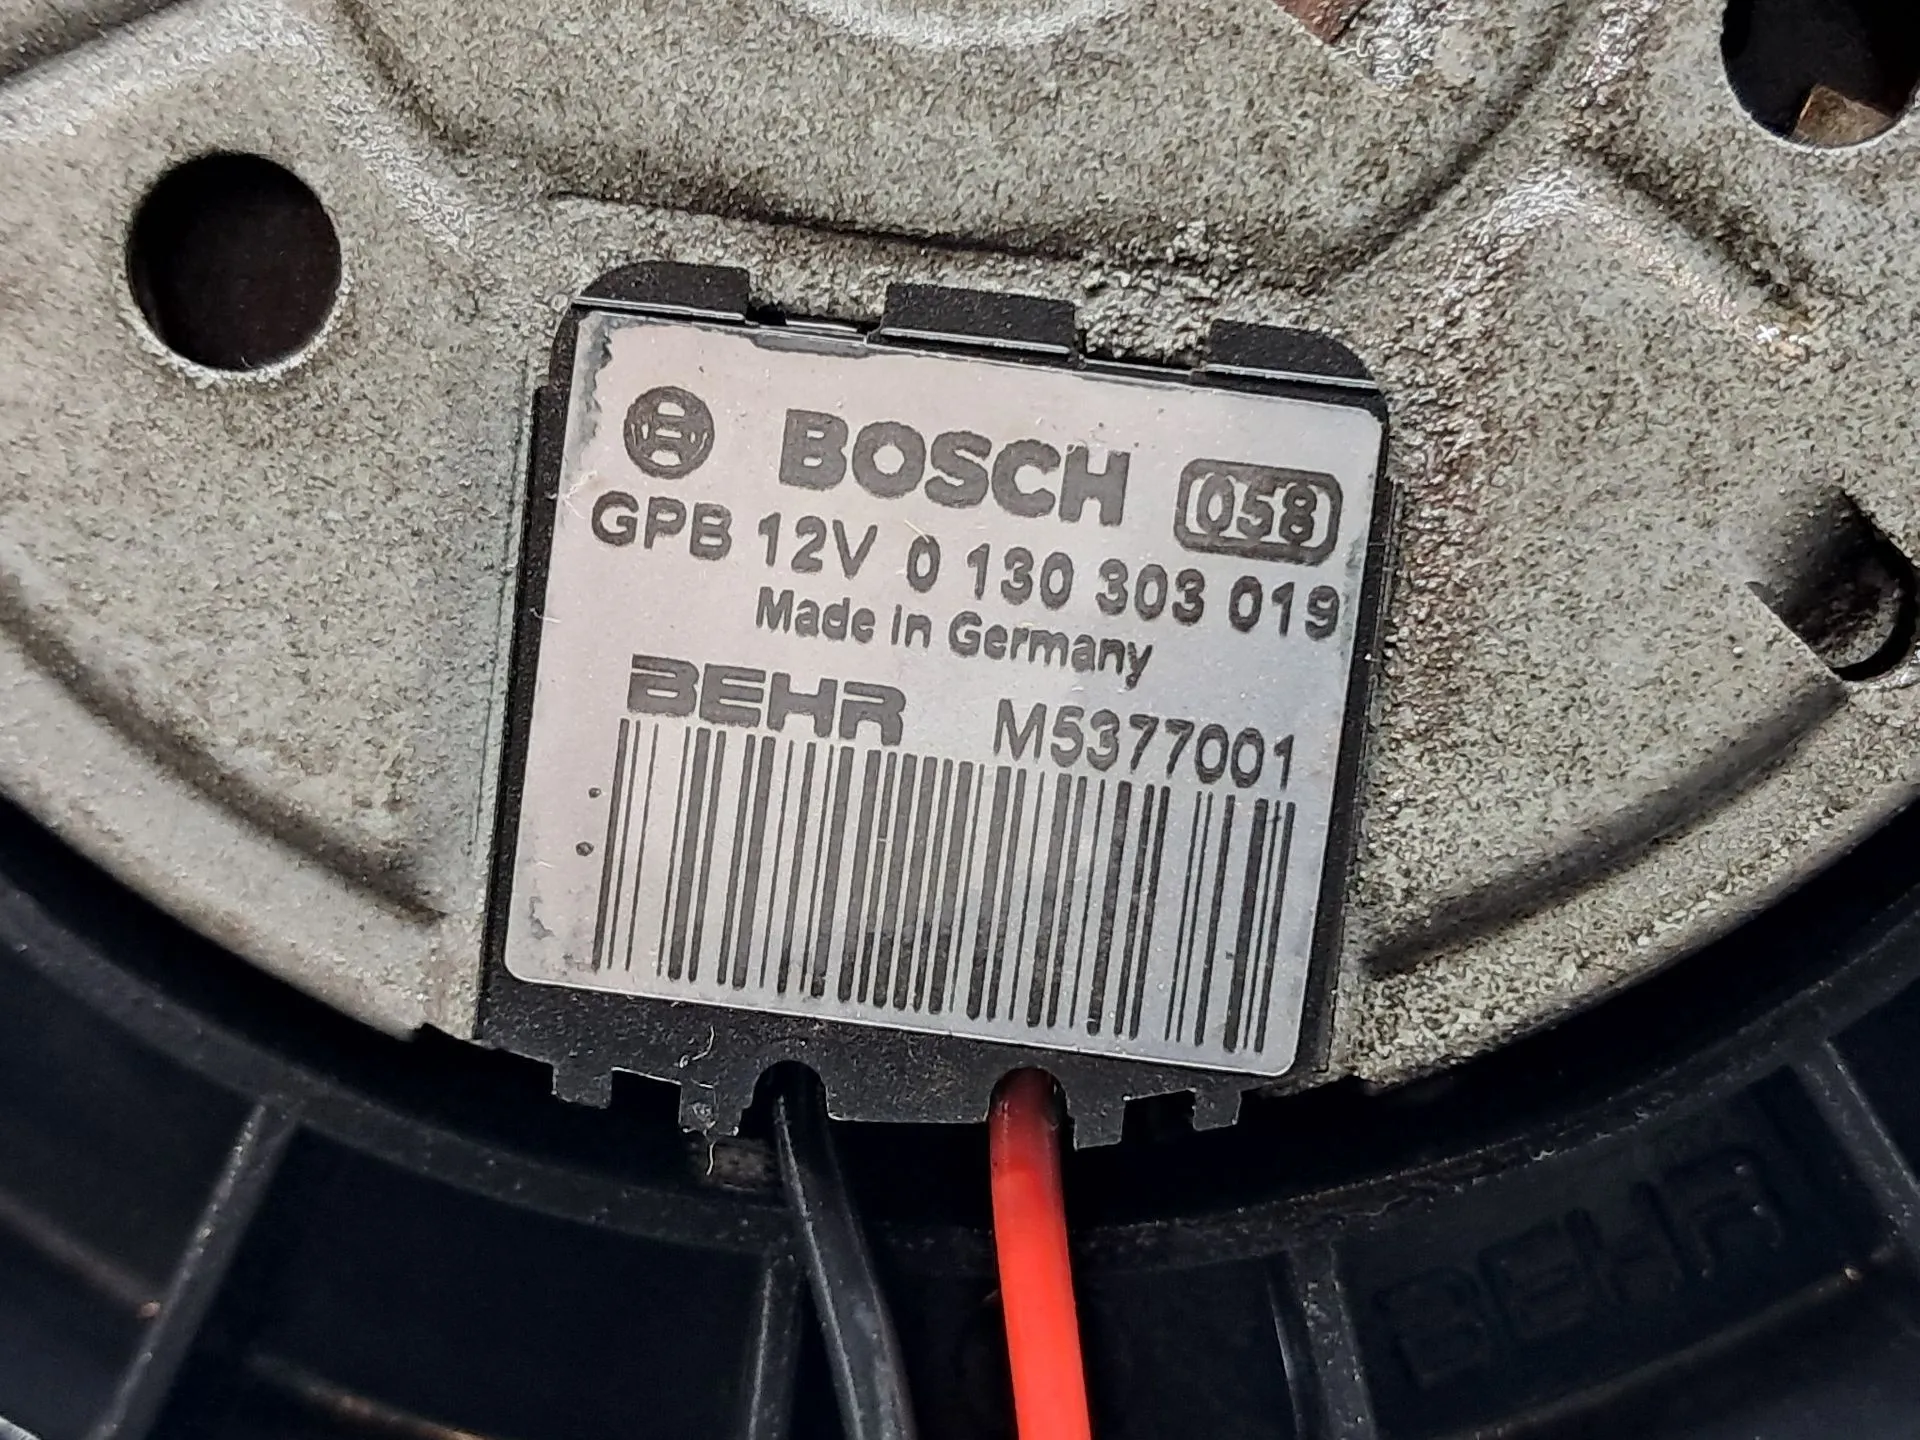 BOSCH 058
GPB 12V 0 130 303 019
Made in Germany
BEHR M5377001
BEHR